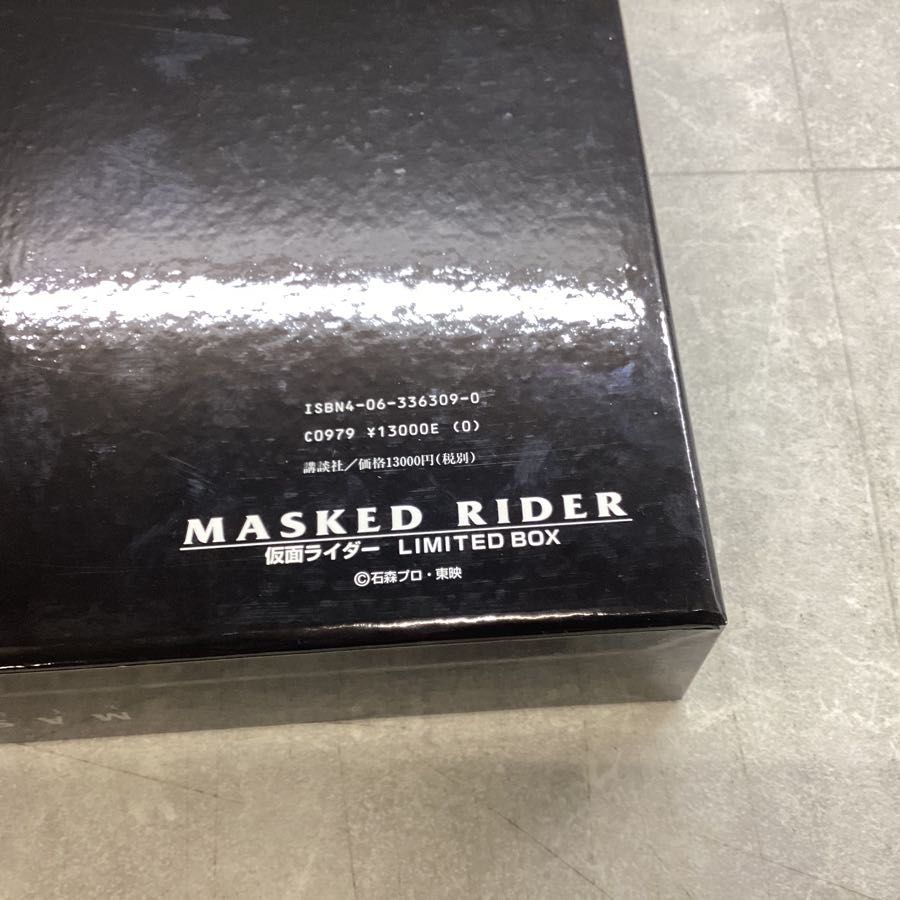 ISBN4-06-336309-0
C0979 ¥13000E (0)
講談社／価格13000円(税別)
MASKED RIDER
仮面ライダー LIMITED BOX
©石森プロ・東映
MAS